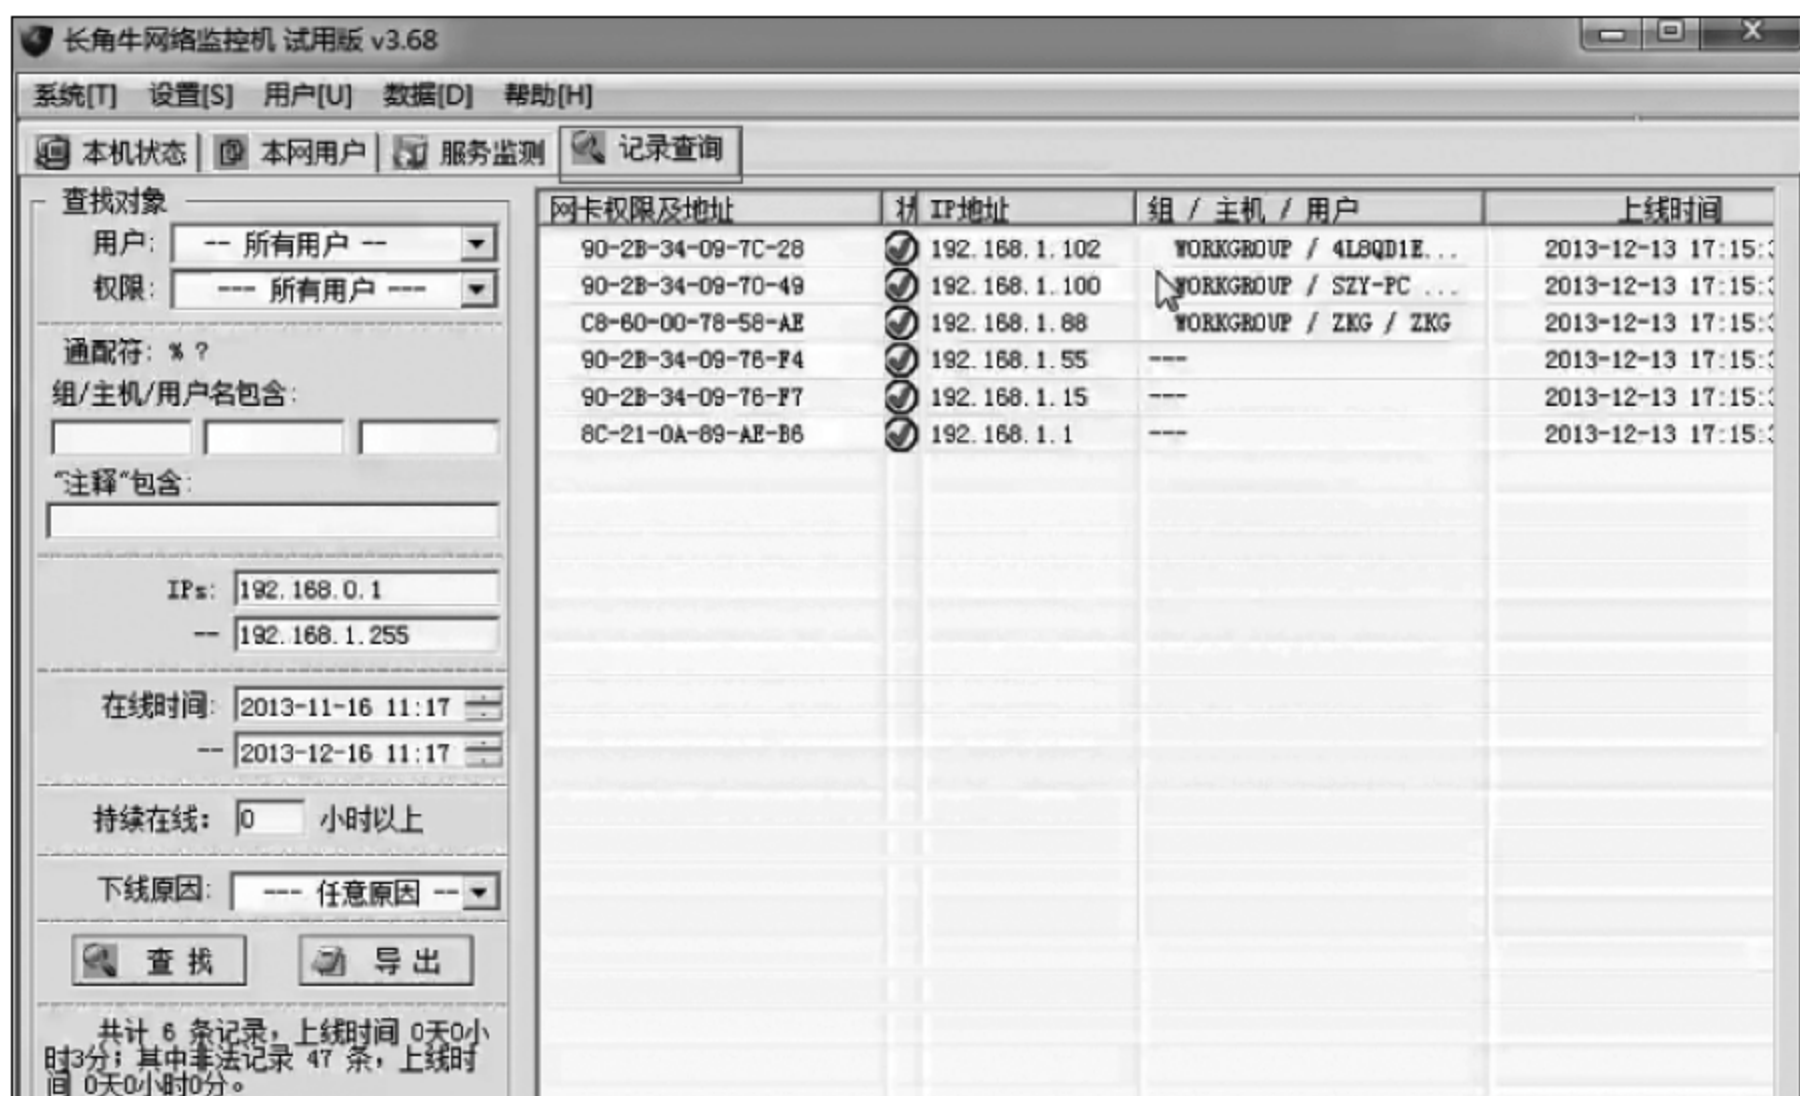 长角牛网络监控机 试用版 v3.68
系统[T] 设置[S] 用户[U] 数据[D] 帮助[H]
本机状态 本网用户 服务监测 记录查询
查找对象
用户: -- 所有用户 --
权限: --- 所有用户 ---
通配符: % ?
组/主机/用户名包含:
"注释"包含:
IPs: 192.168.0.1
-- 192.168.1.255
在线时间: 2013-11-16 11:17
-- 2013-12-16 11:17
持续在线: 0 小时以上
下线原因: --- 任意原因 --
查找 导出
共计 6 条记录，上线时间 0天0小
时3分；其中非法记录 47 条，上线时
间 0天0小时0分。
网卡权限及地址 状 IP地址 组 / 主机 / 用户 上线时间
90-2B-34-09-7C-28 192.168.1.102 WORKGROUP / 4L8QD1E... 2013-12-13 17:15:
90-2B-34-09-70-49 192.168.1.100 WORKGROUP / SZY-PC ... 2013-12-13 17:15:
C8-60-00-78-58-AE 192.168.1.88 WORKGROUP / ZKG / ZKG 2013-12-13 17:15:
90-2B-34-09-76-F4 192.168.1.55 --- 2013-12-13 17:15:
90-2B-34-09-76-F7 192.168.1.15 --- 2013-12-13 17:15:
8C-21-0A-89-AE-B6 192.168.1.1 --- 2013-12-13 17:15: